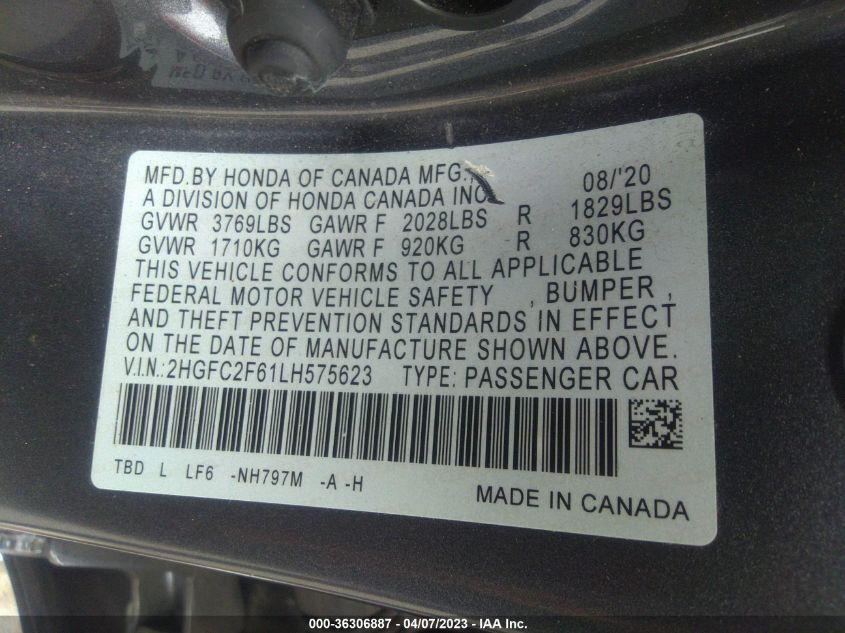 MFD.BY HONDA OF CANADA MFG., 08/'20
A DIVISION OF HONDA CANADA INC.
GVWR 3769LBS GAWR F 2028LBS R 1829LBS
GVWR 1710KG GAWR F 920KG R 830KG
THIS VEHICLE CONFORMS TO ALL APPLICABLE
FEDERAL MOTOR VEHICLE SAFETY , BUMPER ,
AND THEFT PREVENTION STANDARDS IN EFFECT
ON THE DATE OF MANUFACTURE SHOWN ABOVE.
V.I.N.:2HGFC2F61LH575623 TYPE: PASSENGER CAR
TBD L LF6 -NH797M -A -H
MADE IN CANADA
000-36306887 - 04/07/2023 - IAA Inc.